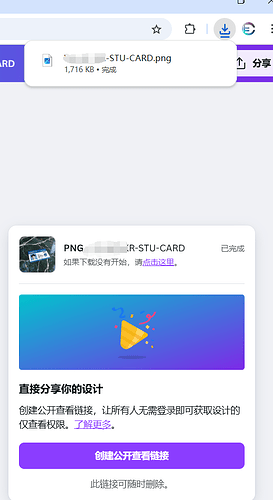 -STU-CARD.png
1,716 KB • 完成
ARD
分享
PNG ER-STU-CARD
已完成
如果下载没有开始，请点击这里。
直接分享你的设计
创建公开查看链接，让所有人无需登录即可获取设计的
仅查看权限。了解更多。
创建公开查看链接
此链接可随时删除。